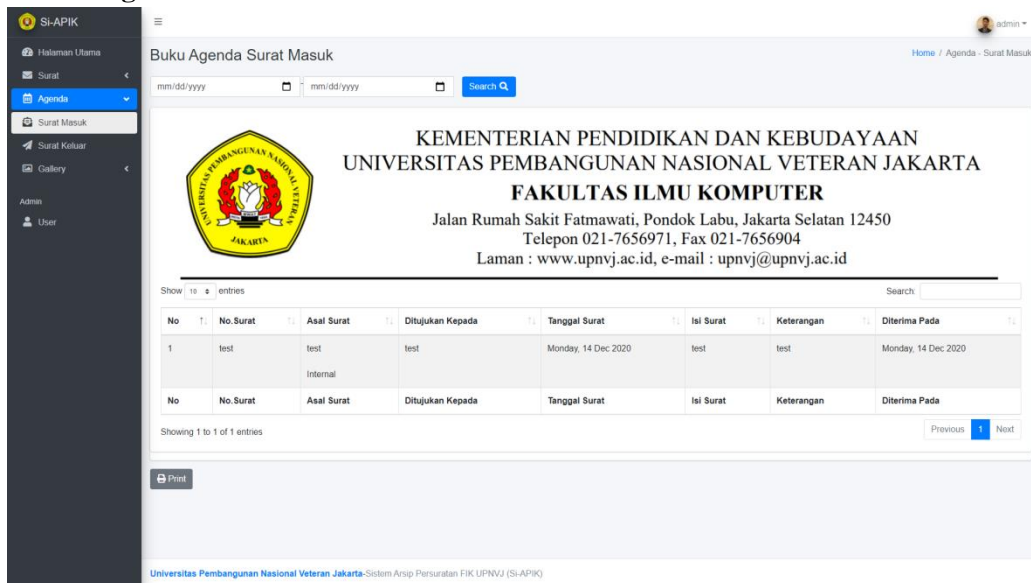 Si-APIK
admin
Halaman Utama
Surat
Agenda
Surat Masuk
Surat Keluar
Gallery
Admin
User
Buku Agenda Surat Masuk
Home / Agenda - Surat Masuk
mm/dd/yyyy - mm/dd/yyyy Search
UNIVERSITAS PEMBANGUNAN NASIONAL VETERAN
JAKARTA
KEMENTERIAN PENDIDIKAN DAN KEBUDAYAAN
UNIVERSITAS PEMBANGUNAN NASIONAL VETERAN JAKARTA
FAKULTAS ILMU KOMPUTER
Jalan Rumah Sakit Fatmawati, Pondok Labu, Jakarta Selatan 12450
Telepon 021-7656971, Fax 021-7656904
Laman : www.upnvj.ac.id, e-mail : upnvj@upnvj.ac.id
Show 10 entries Search:
No No.Surat Asal Surat Ditujukan Kepada Tanggal Surat Isi Surat Keterangan Diterima Pada
1 test test test Monday, 14 Dec 2020 test test Monday, 14 Dec 2020
Internal
No No.Surat Asal Surat Ditujukan Kepada Tanggal Surat Isi Surat Keterangan Diterima Pada
Showing 1 to 1 of 1 entries Previous 1 Next
Print
Universitas Pembangunan Nasional Veteran Jakarta-Sistem Arsip Persuratan FIK UPNVJ (Si-APIK)